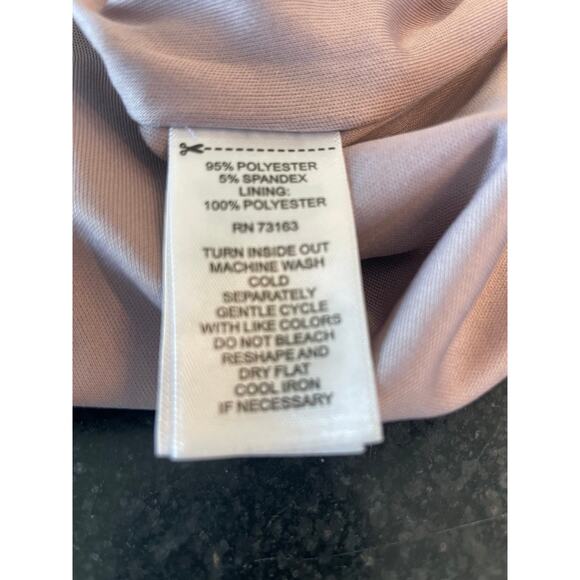 95% POLYESTER
5% SPANDEX
LINING:
100% POLYESTER
RN 73163
TURN INSIDE OUT
MACHINE WASH
COLD
SEPARATELY
GENTLE CYCLE
WITH LIKE COLORS
DO NOT BLEACH
RESHAPE AND
DRY FLAT
COOL IRON
IF NECESSARY